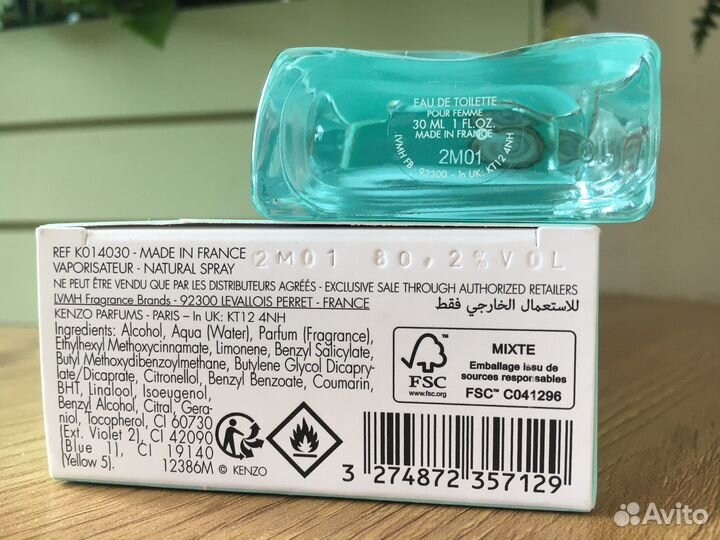 EAU DE TOILETTE
POUR FEMME
30 ML 1 FL.OZ.
MADE IN FRANCE
2M01
LVMH FB 92300 – In UK: KT12 4NH
REF K014030 - MADE IN FRANCE 2M01 80.2%VOL
VAPORISATEUR - NATURAL SPRAY
NE PEUT ÊTRE VENDU QUE PAR LES DISTRIBUTEURS AGRÉÉS - EXCLUSIVE SALE THROUGH AUTHORIZED RETAILERS
LVMH Fragrance Brands - 92300 LEVALLOIS PERRET - FRANCE
للاستعمال الخارجي فقط
KENZO PARFUMS - PARIS – In UK: KT12 4NH
Ingredients: Alcohol, Aqua (Water), Parfum (Fragrance),
Ethylhexyl Methoxycinnamate, Limonene, Benzyl Salicylate,
Butyl Methoxydibenzoylmethane, Butylene Glycol Dicapry-
late/Dicaprate, Citronellol, Benzyl Benzoate, Coumarin,
BHT, Linalool, Isoeugenol,
Benzyl Alcohol, Citral, Gera-
niol, Tocopherol, CI 60730
(Ext. Violet 2), CI 42090
(Blue 1), CI 19140
(Yellow 5). 12386M © KENZO
FSC
www.fsc.org
MIXTE
Emballage issu de
sources responsables
FSC™ C041296
3 274872 357129
Avito